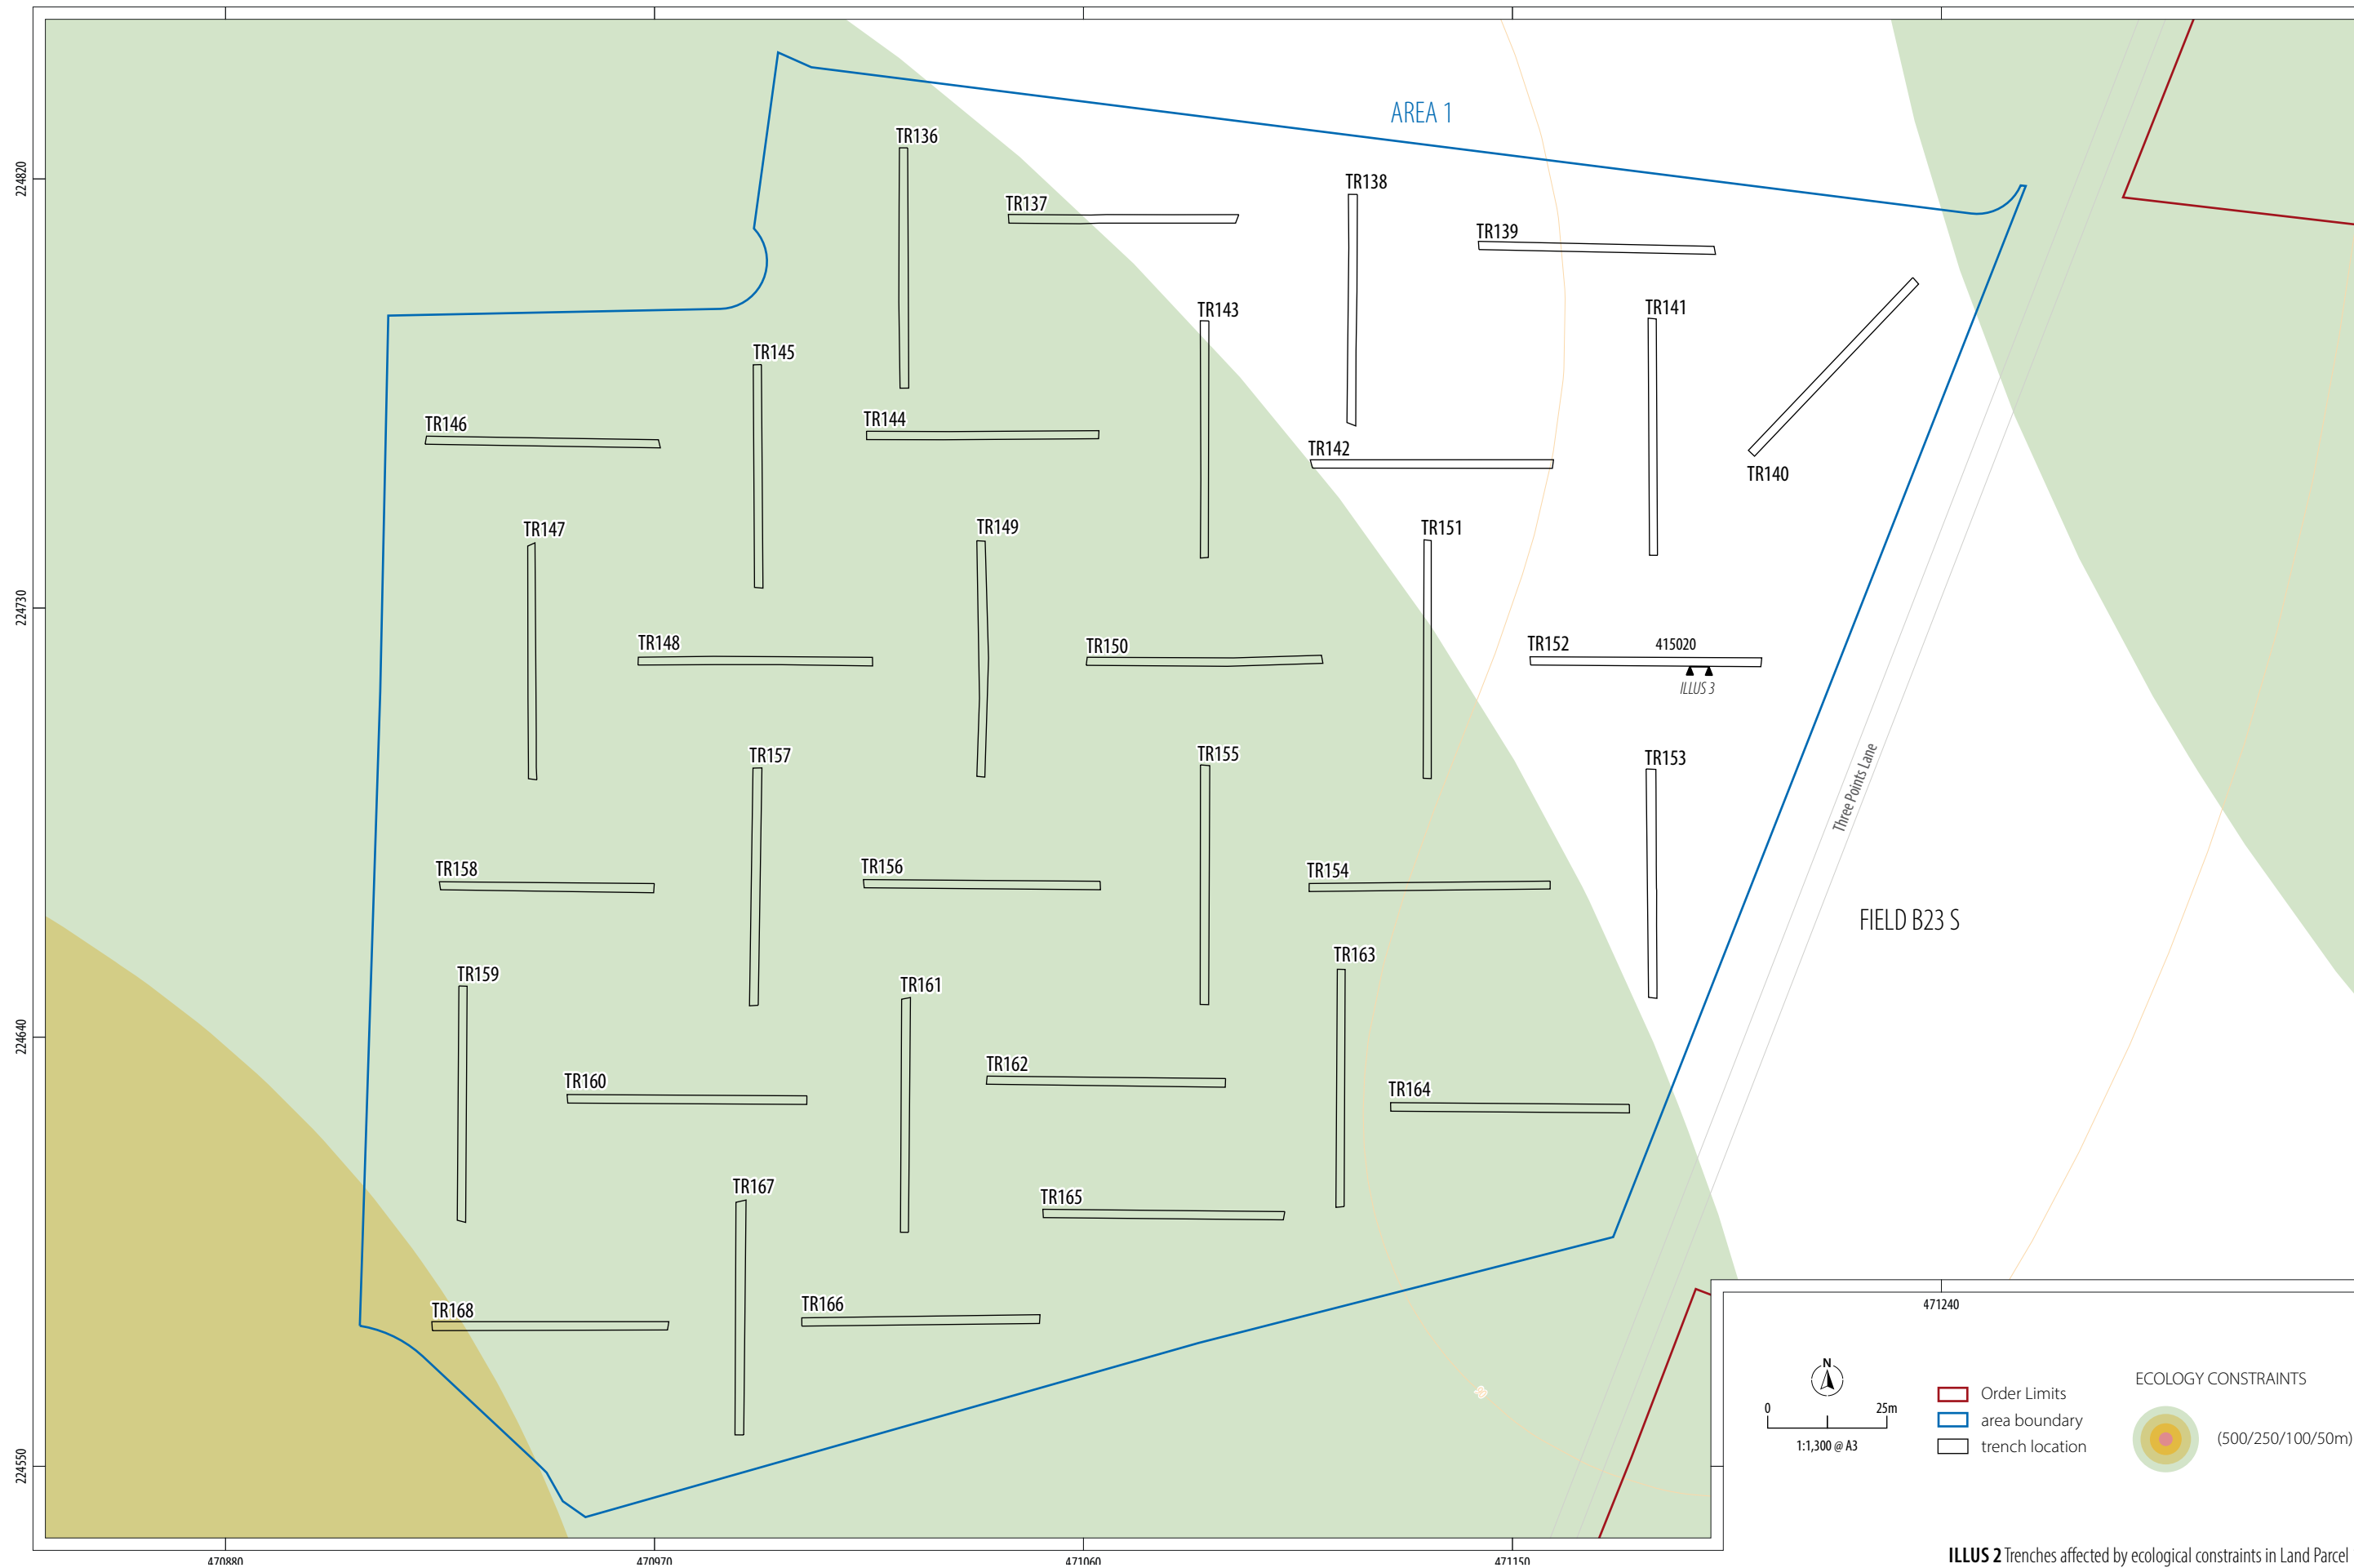 AREA 1
TR136
224820
TR138
TR137
TR139
TR143
TR141
TR145
TR146
TR144
TR142
TR140
TR147
TR149
TR151
224730
TR148
TR150
TR152
415020
ILLUS 3
TR157
TR155
TR153
Three Points Lane
TR158
TR156
TR154
FIELD B23 S
TR159
TR161
TR163
224640
TR160
TR162
TR164
TR167
TR165
TR168
TR166
471240
N
0 25m
1:1,300 @ A3
Order Limits
area boundary
trench location
ECOLOGY CONSTRAINTS
(500/250/100/50m)
224550
470880
470970
471060
471150
ILLUS 2 Trenches affected by ecological constraints in Land Parcel